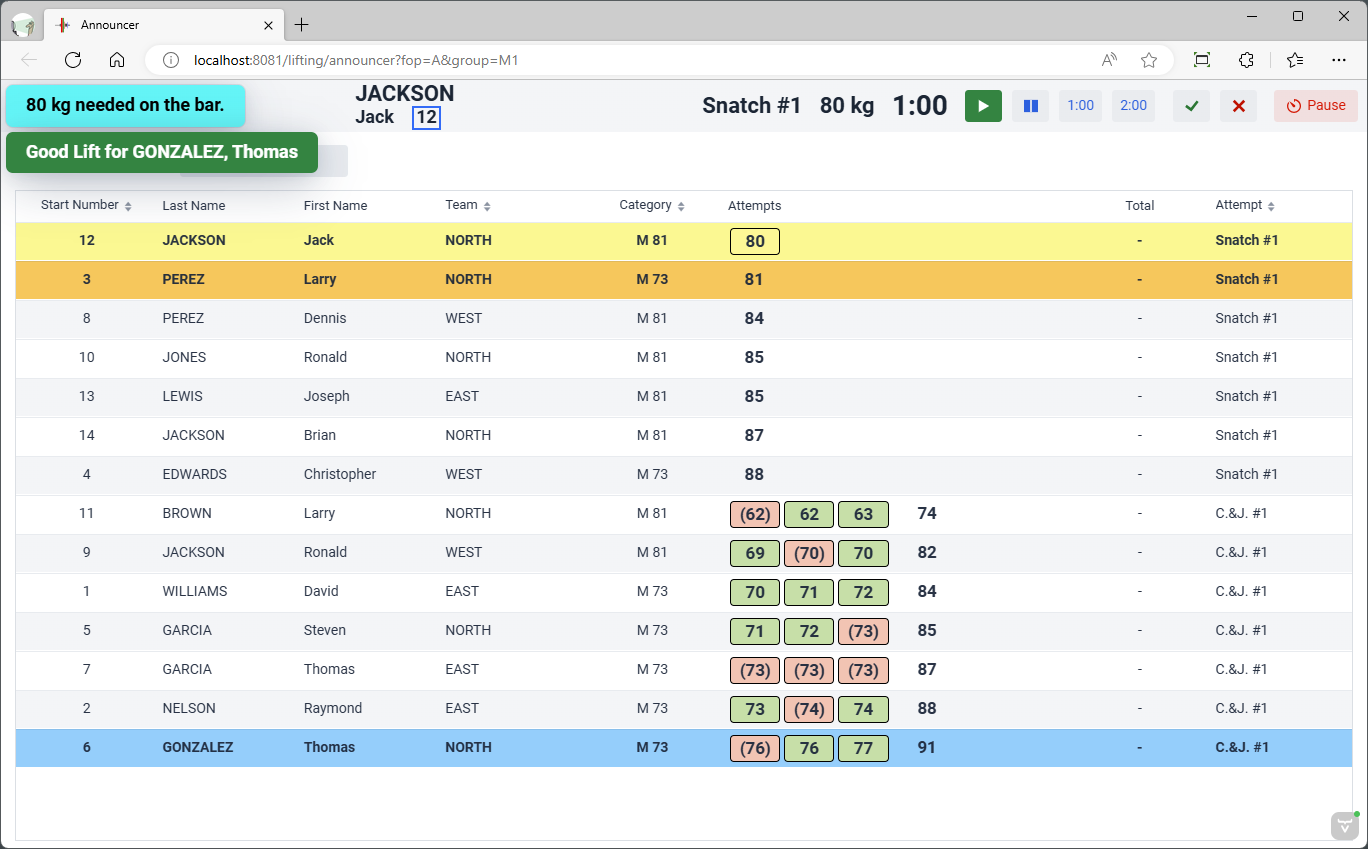 Announcer
localhost:8081/lifting/announcer?fop=A&group=M1
80 kg needed on the bar.
Good Lift for GONZALEZ, Thomas
JACKSON
Jack 12
Snatch #1 80 kg 1:00 1:00 2:00 Pause
Start Number Last Name First Name Team Category Attempts Total Attempt
12 JACKSON Jack NORTH M 81 80 - Snatch #1
3 PEREZ Larry NORTH M 73 81 - Snatch #1
8 PEREZ Dennis WEST M 81 84 - Snatch #1
10 JONES Ronald NORTH M 81 85 - Snatch #1
13 LEWIS Joseph EAST M 81 85 - Snatch #1
14 JACKSON Brian NORTH M 81 87 - Snatch #1
4 EDWARDS Christopher WEST M 73 88 - Snatch #1
11 BROWN Larry NORTH M 81 (62) 62 63 74 - C.&J. #1
9 JACKSON Ronald WEST M 81 69 (70) 70 82 - C.&J. #1
1 WILLIAMS David EAST M 73 70 71 72 84 - C.&J. #1
5 GARCIA Steven NORTH M 73 71 72 (73) 85 - C.&J. #1
7 GARCIA Thomas EAST M 73 (73) (73) (73) 87 - C.&J. #1
2 NELSON Raymond EAST M 73 73 (74) 74 88 - C.&J. #1
6 GONZALEZ Thomas NORTH M 73 (76) 76 77 91 - C.&J. #1